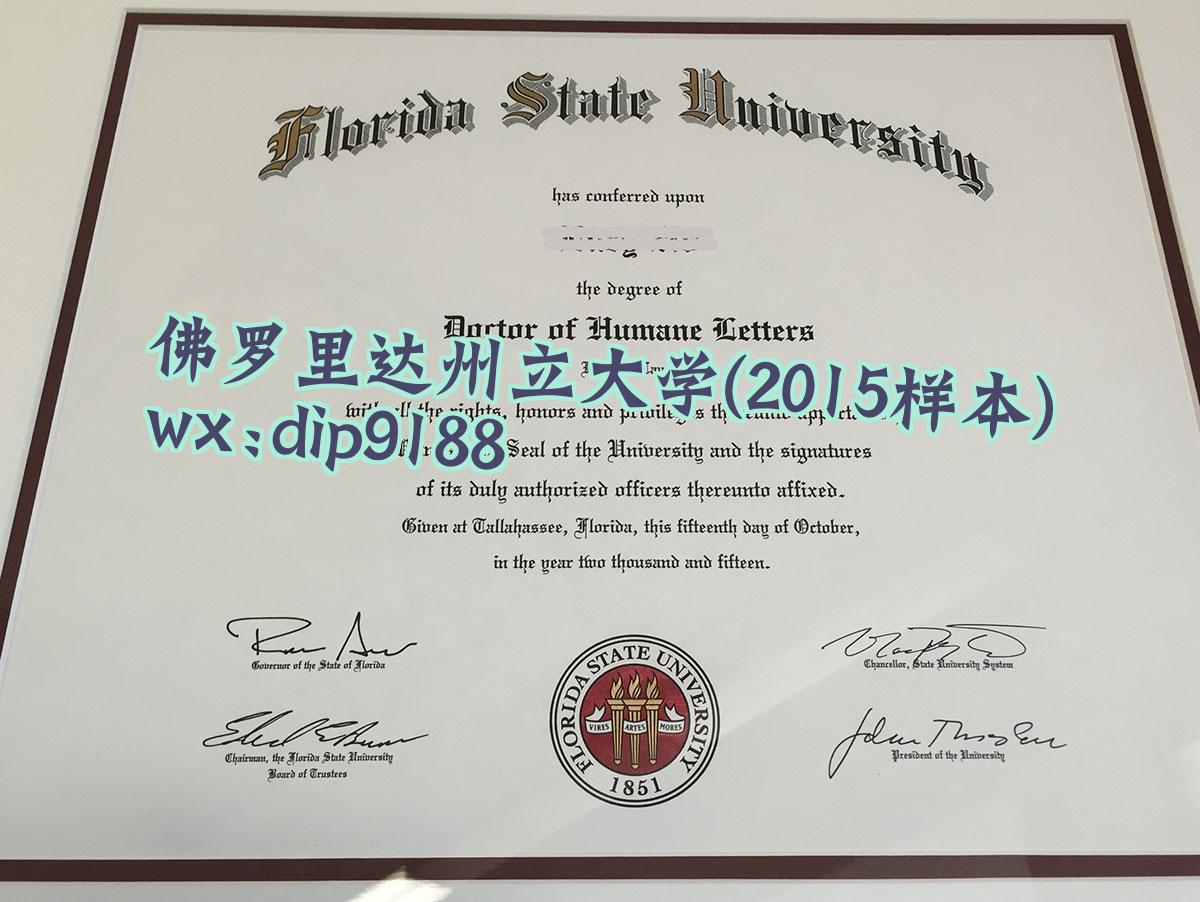 Florida State University
has conferred upon
the degree of
Doctor of Humane Letters
佛罗里达州立大学(2015样本)
wx:dip9188
with all the rights, honors and
Seal of the University and the signatures
of its duly authorized officers thereunto affixed.
Given at Tallahassee, Florida, this fifteenth day of October,
in the year two thousand and fifteen.
Governor of the State of Florida
Chancellor, State University System
Chairman, the Florida State University
Board of Trustees
President of the University
FLORIDA STATE UNIVERSITY
VIRES ARTES MORES
1851